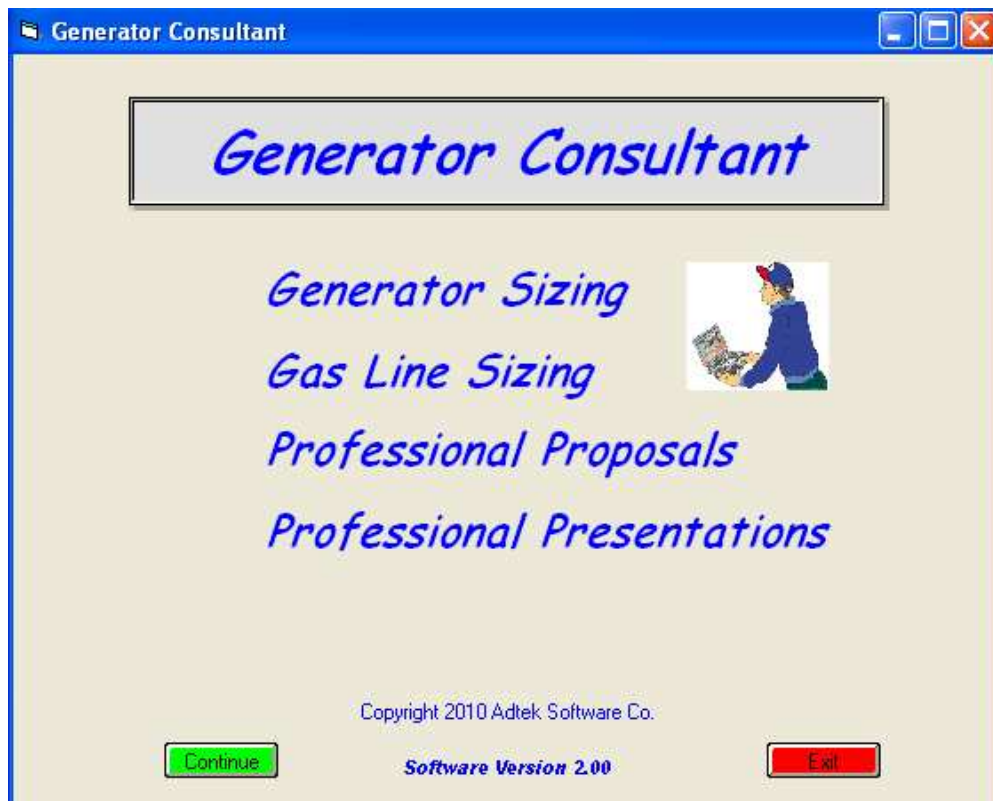 Generator Consultant
Generator Consultant
Generator Sizing
Gas Line Sizing
Professional Proposals
Professional Presentations
Copyright 2010 Adtek Software Co.
Continue
Software Version 2.00
Exit